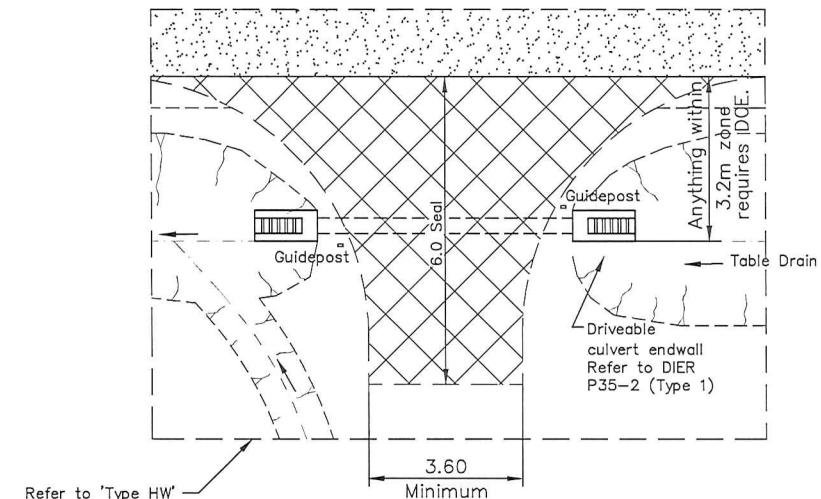 Anything within
3.2m zone
requires DCE.
Guidepost
6.0 Seal
Guidepost
Table Drain
Driveable
culvert endwall
Refer to DIER
P35-2 (Type 1)
3.60
Minimum
Refer to 'Type HW'